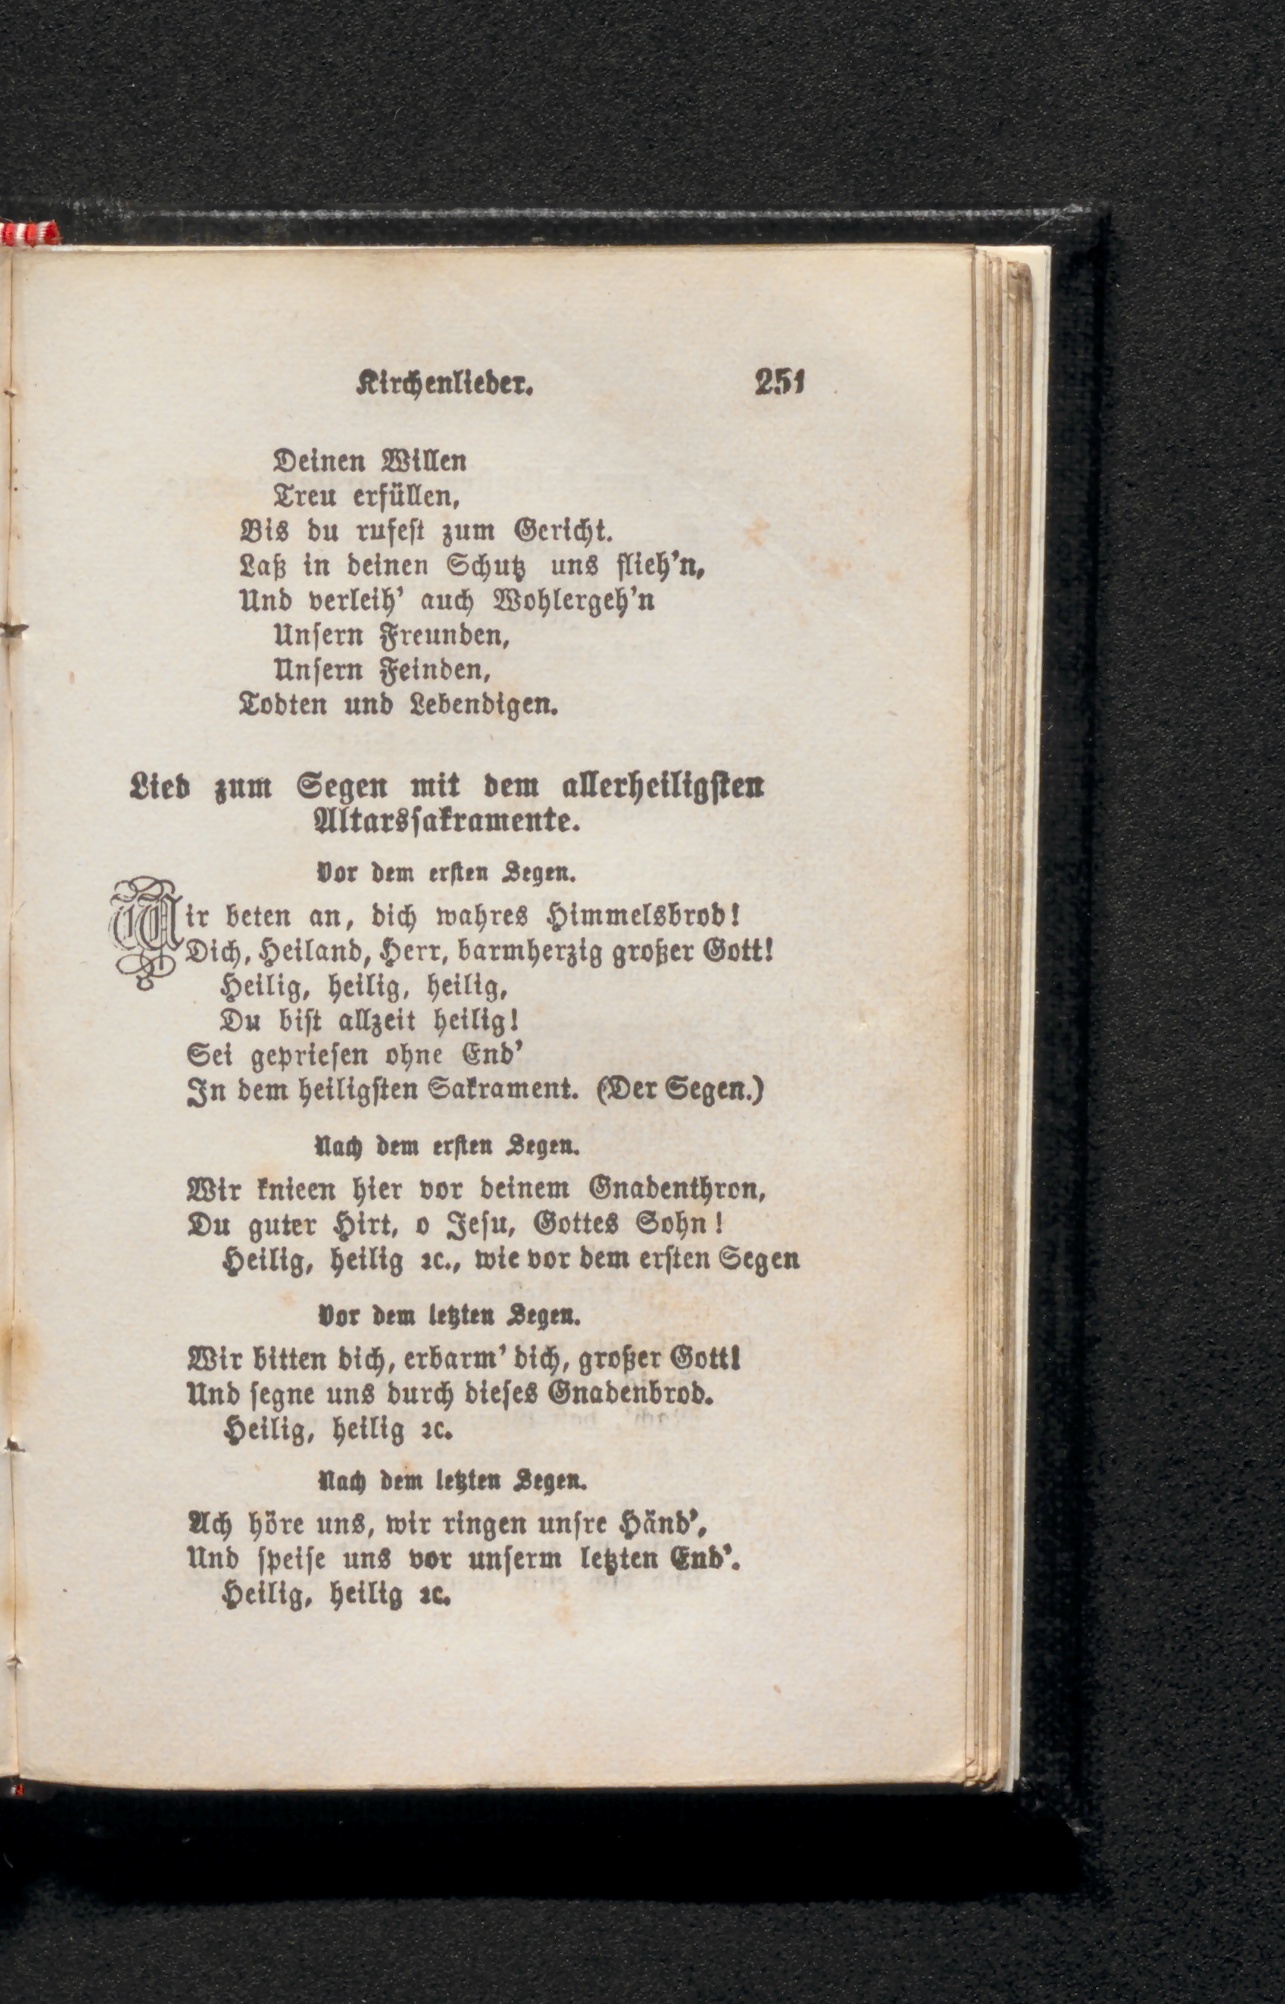 Kirchenlieder. 251
Deinen Willen
Treu erfüllen,
Bis du rufest zum Gericht.
Laß in deinen Schutz uns flieh'n,
Und verleih' auch Wohlergeh'n
Unsern Freunden,
Unsern Feinden,
Todten und Lebendigen.
Lied zum Segen mit dem allerheiligsten
Altarssakramente.
Vor dem ersten Segen.
Wir beten an, dich wahres Himmelsbrod!
Dich, Heiland, Herr, barmherzig großer Gott!
Heilig, heilig, heilig,
Du bist allzeit heilig!
Sei gepriesen ohne End'
In dem heiligsten Sakrament. (Der Segen.)
Nach dem ersten Segen.
Wir knieen hier vor deinem Gnadenthron,
Du guter Hirt, o Jesu, Gottes Sohn!
Heilig, heilig ꝛc., wie vor dem ersten Segen
Vor dem letzten Segen.
Wir bitten dich, erbarm' dich, großer Gott!
Und segne uns durch dieses Gnadenbrod.
Heilig, heilig ꝛc.
Nach dem letzten Segen.
Ach höre uns, wir ringen unsre Händ',
Und speise uns vor unserm letzten End'.
Heilig, heilig ꝛc.